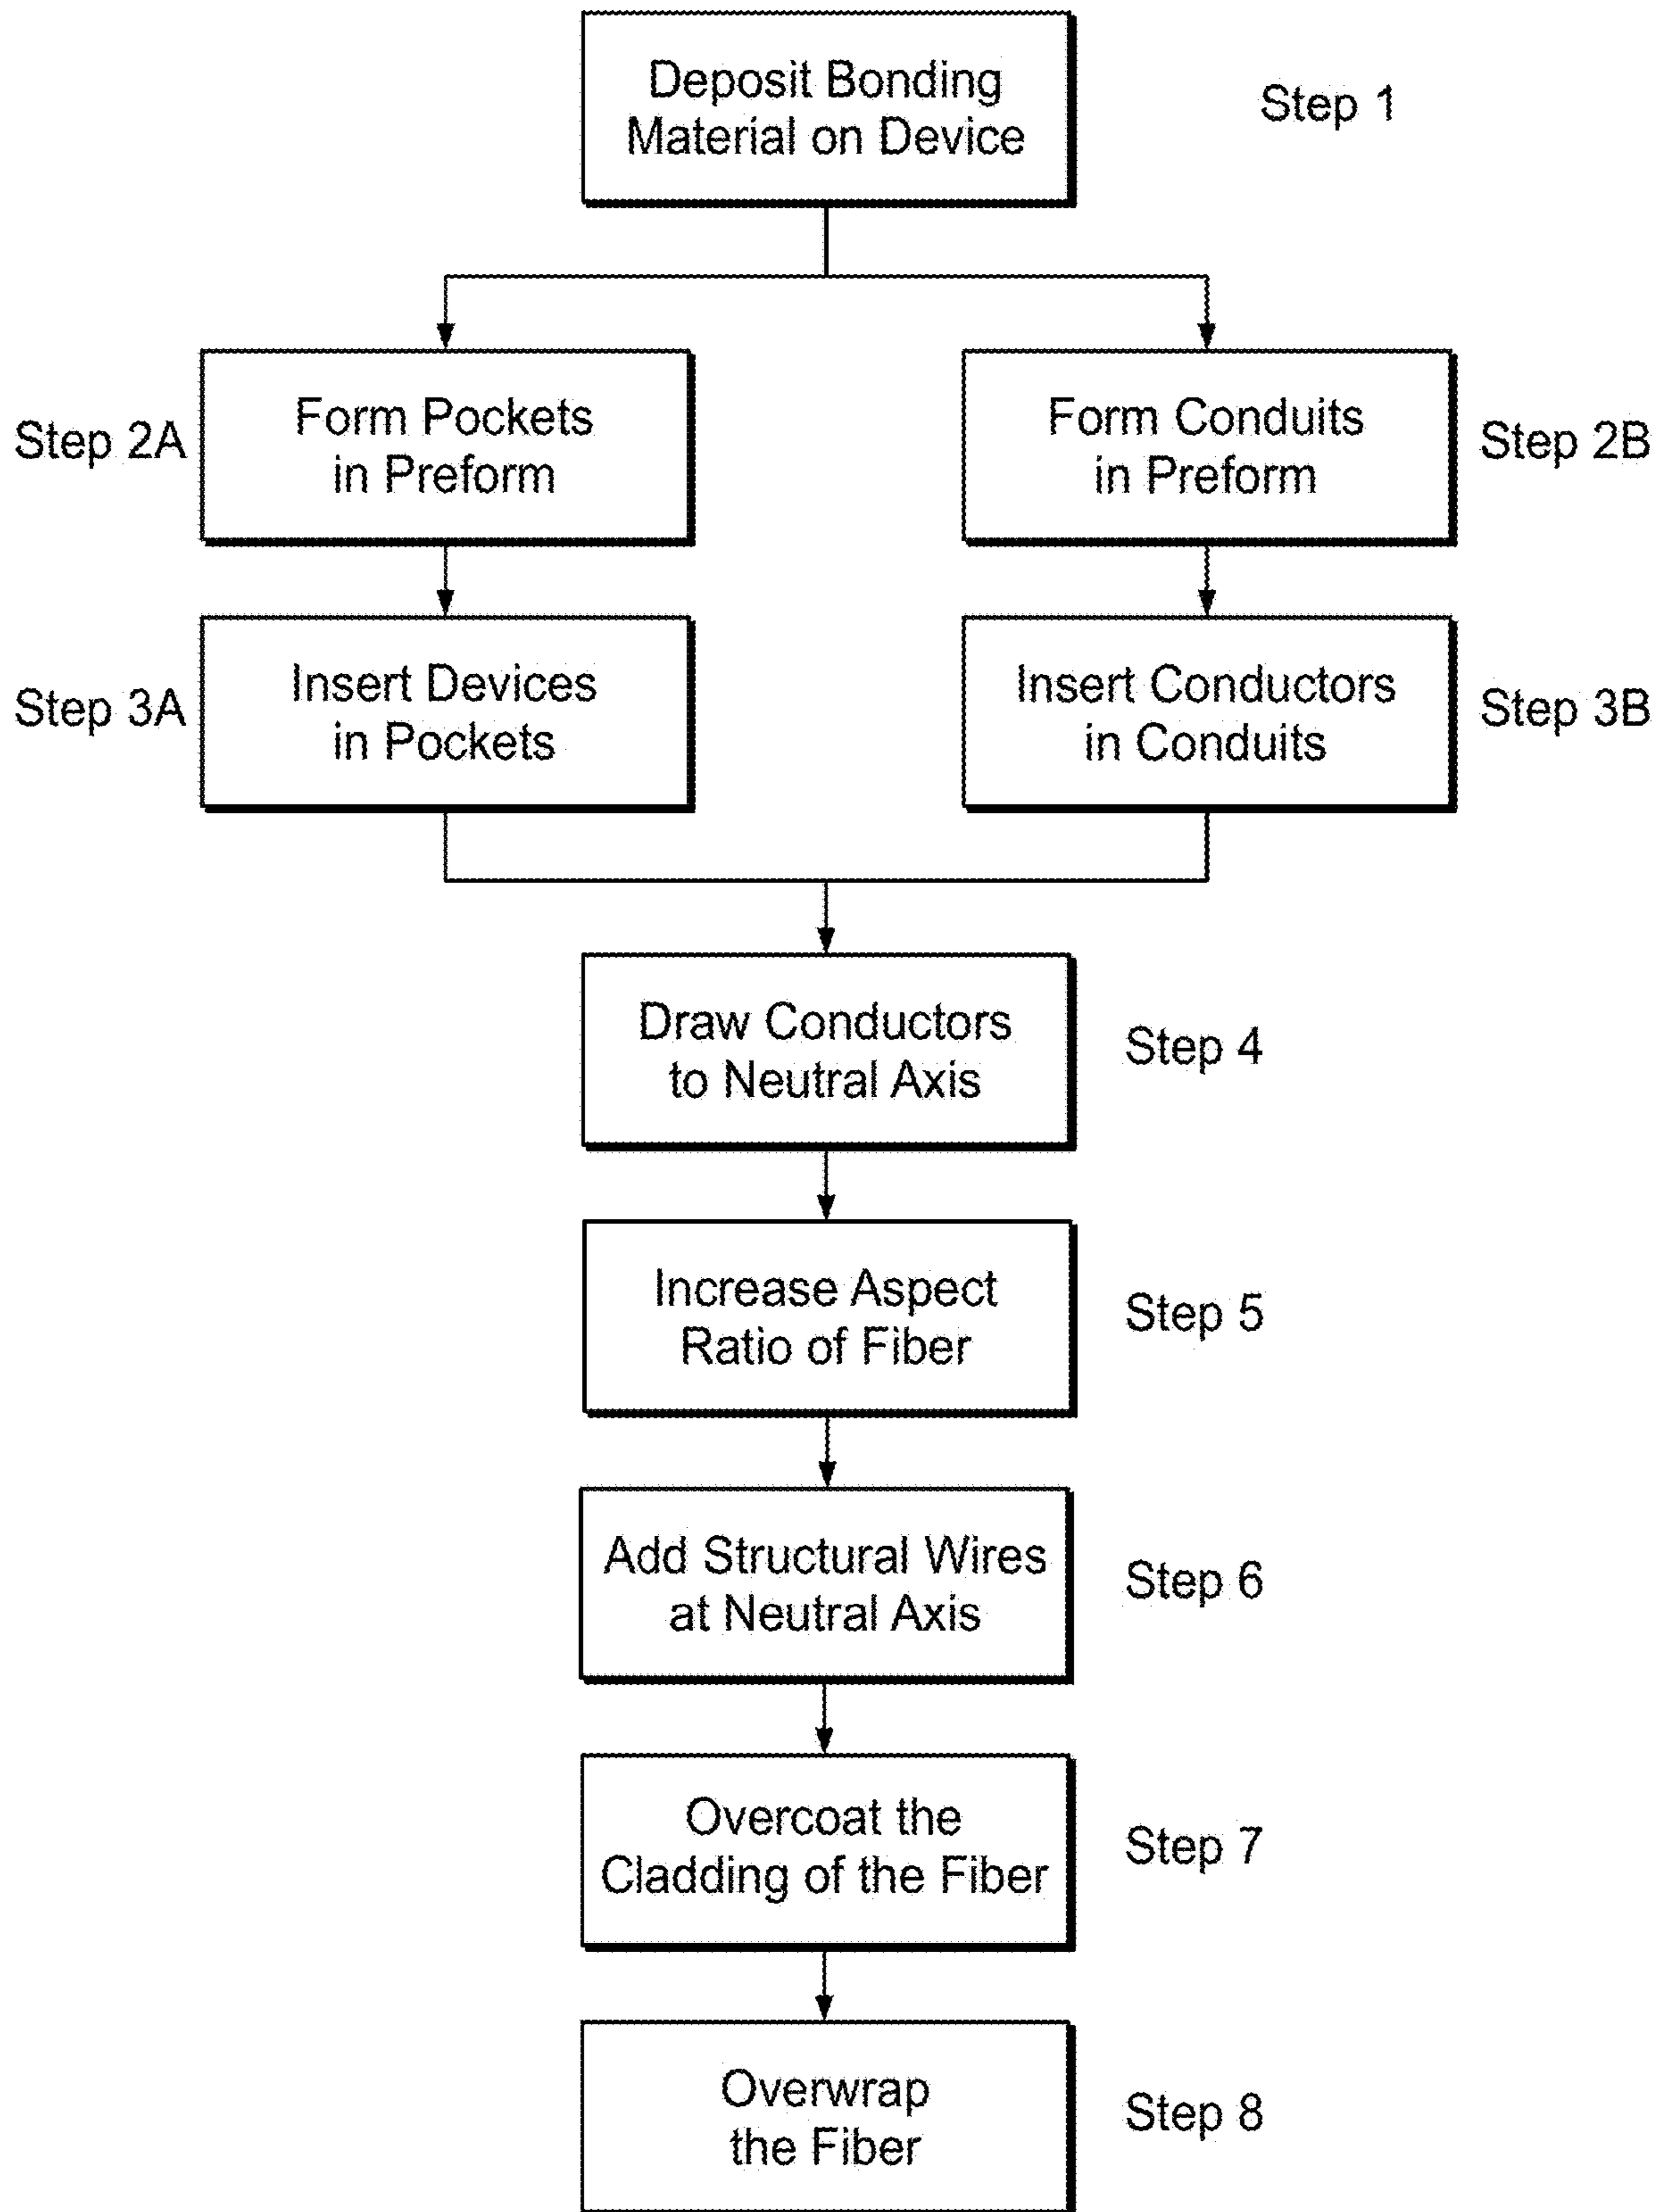 Deposit Bonding
Material on Device
Step 1
Step 2A
Form Pockets
in Preform
Form Conduits
in Preform
Step 2B
Step 3A
Insert Devices
in Pockets
Insert Conductors
in Conduits
Step 3B
Draw Conductors
to Neutral Axis
Step 4
Increase Aspect
Ratio of Fiber
Step 5
Add Structural Wires
at Neutral Axis
Step 6
Overcoat the
Cladding of the Fiber
Step 7
Overwrap
the Fiber
Step 8